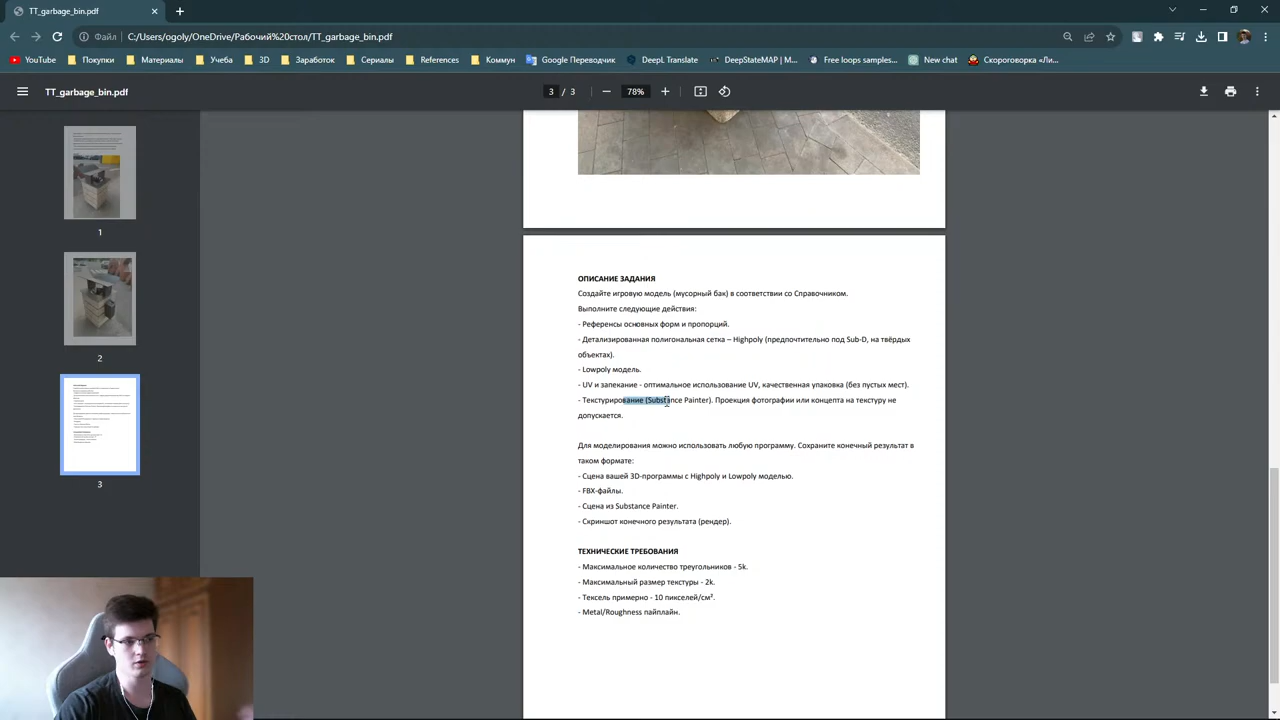 TT_garbage_bin.pdf
Файл
C:/Users/ogoly/OneDrive/Рабочий%20стол/TT_garbage_bin.pdf
YouTube
Покупки
Материалы
Учеба
3D
Заработок
Сериалы
References
Коммун
Google Переводчик
DeepL Translate
DeepStateMAP | M...
Free loops samples...
New chat
Скороговорка «Ли...
TT_garbage_bin.pdf
3 / 3
78%
1
2
3
ОПИСАНИЕ ЗАДАНИЯ
Создайте игровую модель (мусорный бак) в соответствии со Справочником.
Выполните следующие действия:
- Референсы основных форм и пропорций.
- Детализированная полигональная сетка – Highpoly (предпочтительно под Sub-D, на твёрдых
объектах).
- Lowpoly модель.
- UV и запекание - оптимальное использование UV, качественная упаковка (без пустых мест).
- Текстурирование (Substance Painter). Проекция фотографии или концепта на текстуру не
допускается.
Для моделирования можно использовать любую программу. Сохраните конечный результат в
таком формате:
- Сцена вашей 3D-программы с Highpoly и Lowpoly моделью.
- FBX-файлы.
- Сцена из Substance Painter.
- Скриншот конечного результата (рендер).
ТЕХНИЧЕСКИЕ ТРЕБОВАНИЯ
- Максимальное количество треугольников - 5k.
- Максимальный размер текстуры - 2k.
- Тексель примерно - 10 пикселей/см².
- Metal/Roughness пайплайн.